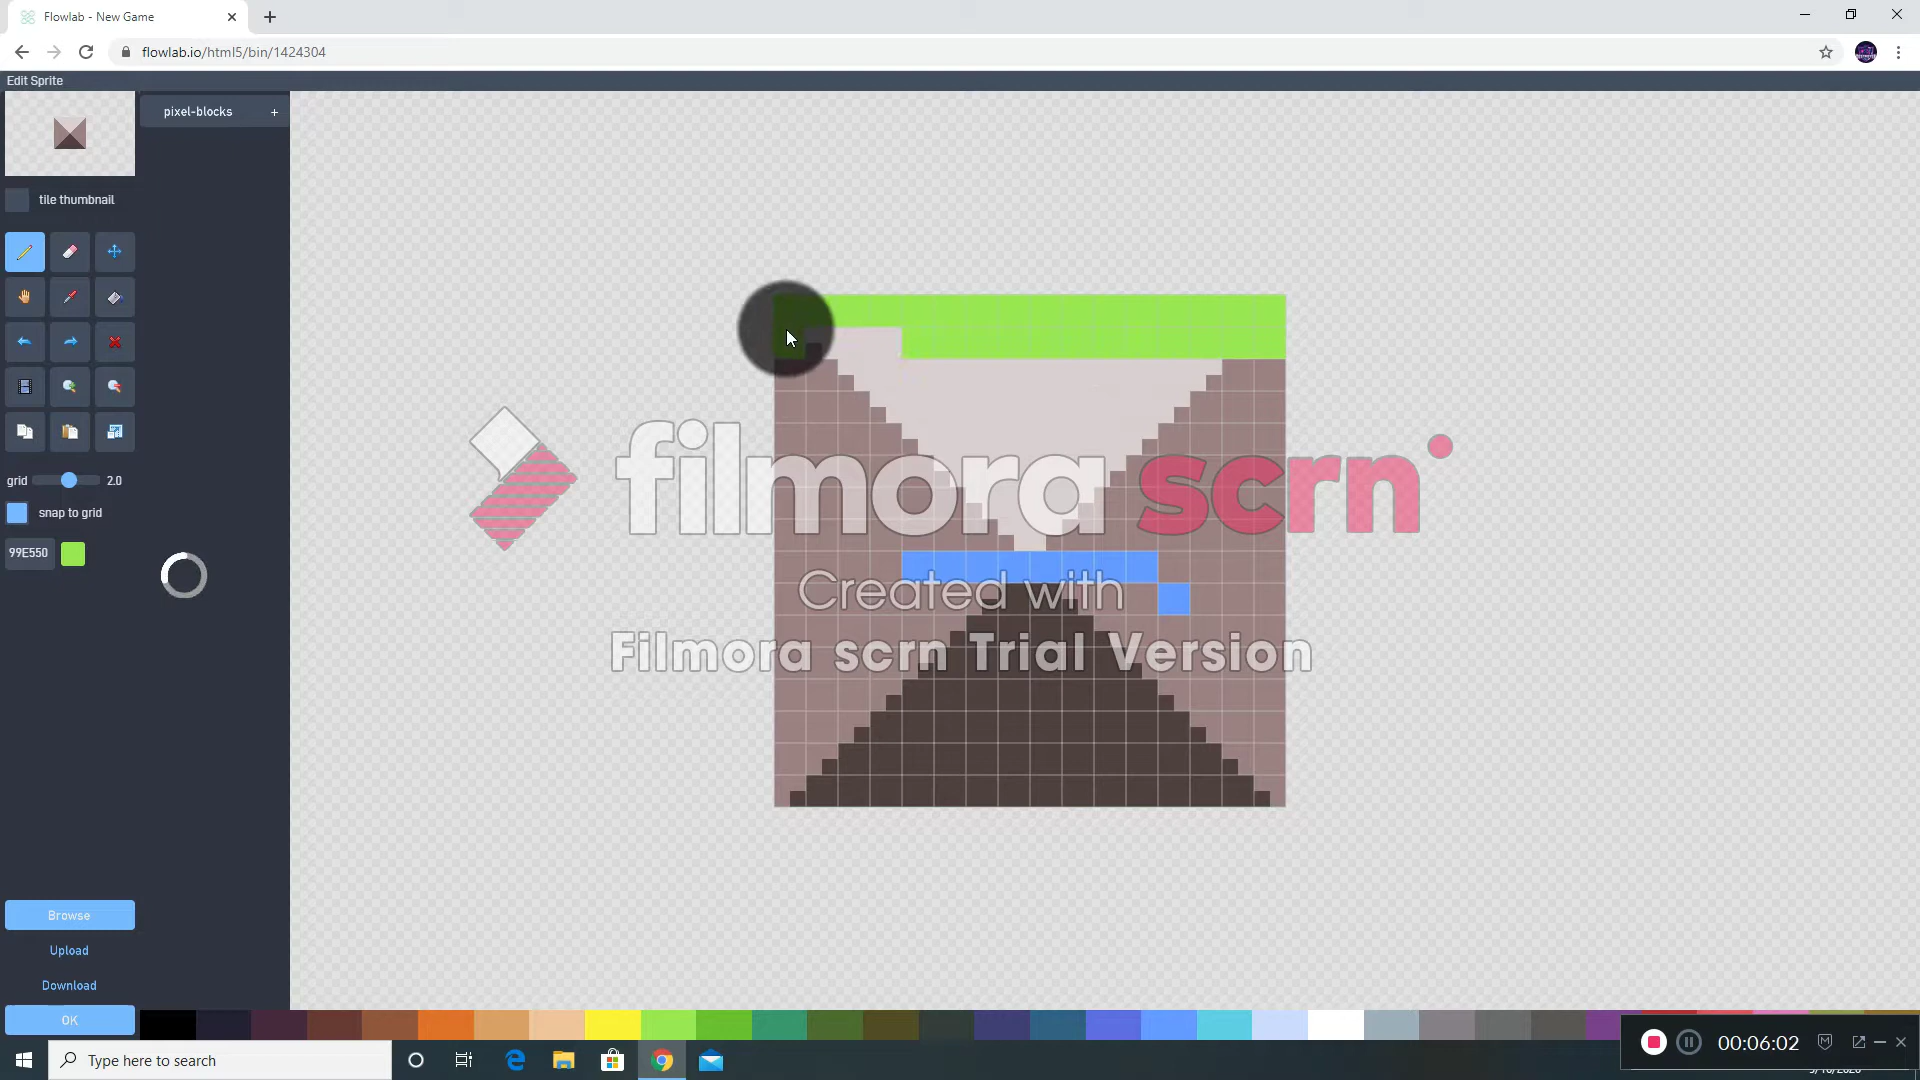 Flowlab - New Game
flowlab.io/html5/bin/1424304
Edit Sprite
pixel-blocks +
tile thumbnail
grid 2.0
snap to grid
99E550
filmora scrn
Created with
Filmora scrn Trial Version
Browse
Upload
Download
OK
Type here to search
00:06:02